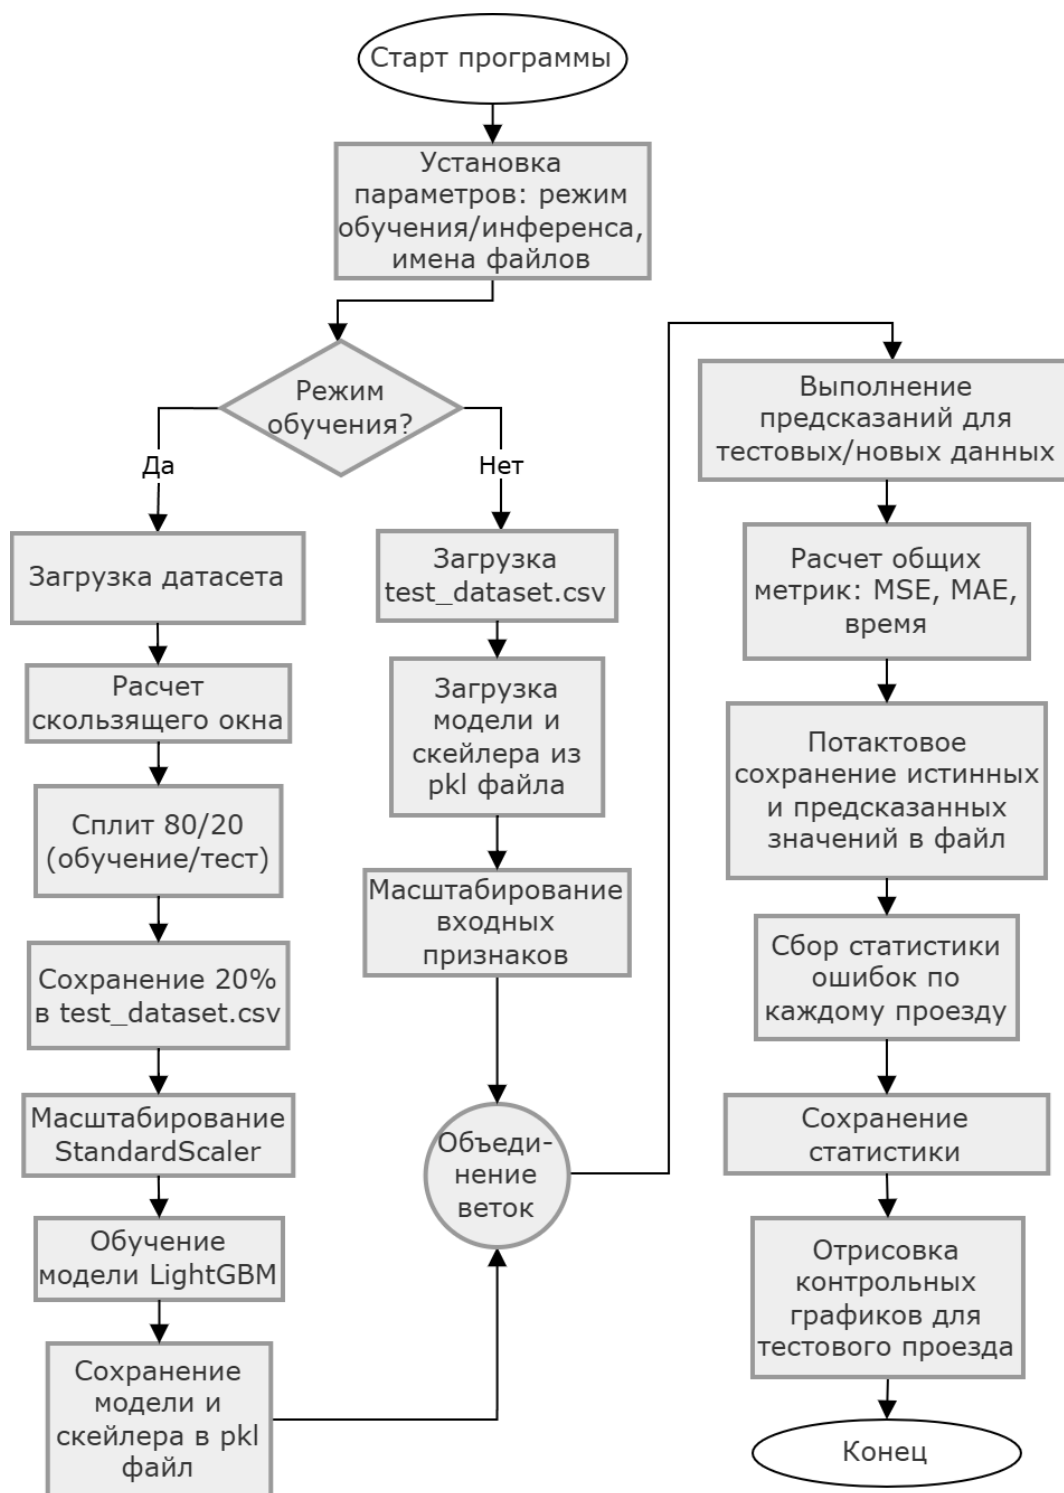 Старт программы
Установка
параметров: режим
обучения/инференса,
имена файлов
Режим
обучения?
Да
Нет
Загрузка датасета
Расчет
скользящего окна
Сплит 80/20
(обучение/тест)
Сохранение 20%
в test_dataset.csv
Масштабирование
StandardScaler
Обучение
модели LightGBM
Сохранение
модели и
скейлера в pkl
файл
Загрузка
test_dataset.csv
Загрузка
модели и
скейлера из
pkl файла
Масштабирование
входных
признаков
Объеди-
нение
веток
Выполнение
предсказаний для
тестовых/новых данных
Расчет общих
метрик: MSE, MAE,
время
Потактовое
сохранение истинных
и предсказанных
значений в файл
Сбор статистики
ошибок по
каждому проезду
Сохранение
статистики
Отрисовка
контрольных
графиков для
тестового проезда
Конец